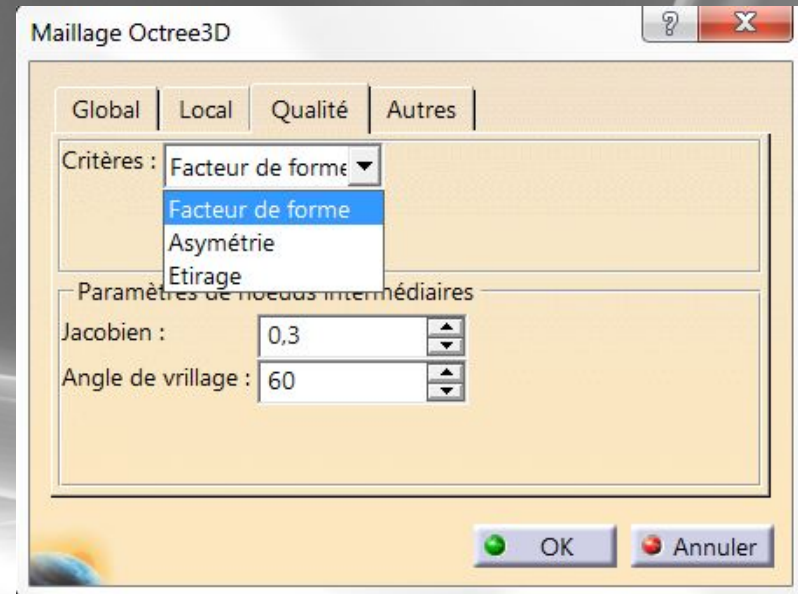 Maillage Octree3D
Global Local Qualité Autres
Critères : Facteur de forme
Facteur de forme
Asymétrie
Etirage
Paramètres de noeuds intermédiaires
Jacobien : 0,3
Angle de vrillage : 60
OK Annuler